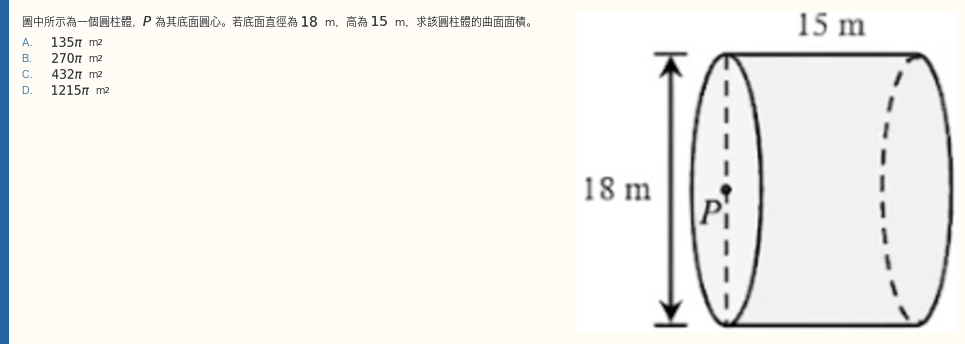 圖中所示為一個圓柱體，P 為其底面圓心。若底面直徑為 18 m，高為 15 m，求該圓柱體的曲面面積。
A. 135π m2
B. 270π m2
C. 432π m2
D. 1215π m2
15 m
18 m
P